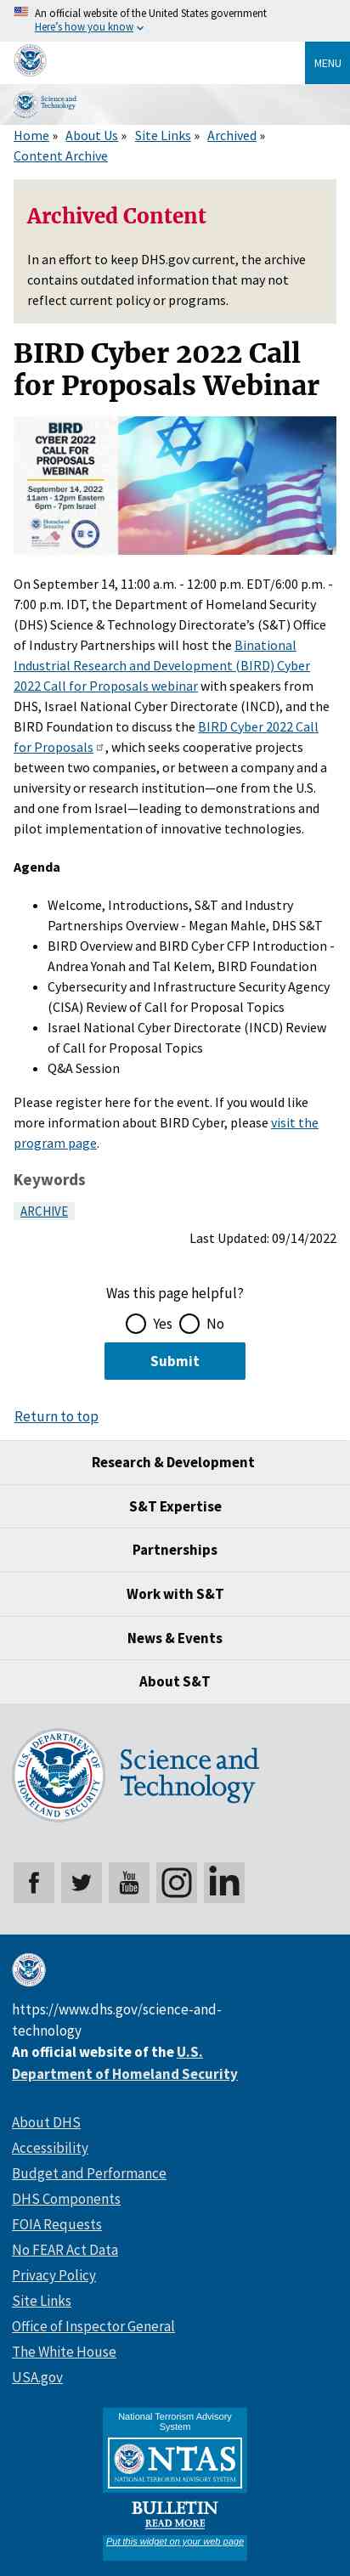 An official website of the United States government
Here's how you know
MENU
Science and
Technology
Home » About Us » Site Links » Archived »
Content Archive
Archived Content
In an effort to keep DHS.gov current, the archive
contains outdated information that may not
reflect current policy or programs.
BIRD Cyber 2022 Call
for Proposals Webinar
BIRD
CYBER 2022
CALL FOR
PROPOSALS
WEBINAR
September 14, 2022
11am - 12pm Eastern
6pm - 7pm Israel
Homeland
Security
On September 14, 11:00 a.m. - 12:00 p.m. EDT/6:00 p.m. -
7:00 p.m. IDT, the Department of Homeland Security
(DHS) Science & Technology Directorate's (S&T) Office
of Industry Partnerships will host the Binational
Industrial Research and Development (BIRD) Cyber
2022 Call for Proposals webinar with speakers from
DHS, Israel National Cyber Directorate (INCD), and the
BIRD Foundation to discuss the BIRD Cyber 2022 Call
for Proposals , which seeks cooperative projects
between two companies, or between a company and a
university or research institution—one from the U.S.
and one from Israel—leading to demonstrations and
pilot implementation of innovative technologies.
Agenda
• Welcome, Introductions, S&T and Industry
Partnerships Overview - Megan Mahle, DHS S&T
• BIRD Overview and BIRD Cyber CFP Introduction -
Andrea Yonah and Tal Kelem, BIRD Foundation
• Cybersecurity and Infrastructure Security Agency
(CISA) Review of Call for Proposal Topics
• Israel National Cyber Directorate (INCD) Review
of Call for Proposal Topics
• Q&A Session
Please register here for the event. If you would like
more information about BIRD Cyber, please visit the
program page.
Keywords
ARCHIVE
Last Updated: 09/14/2022
Was this page helpful?
Yes No
Submit
Return to top
Research & Development
S&T Expertise
Partnerships
Work with S&T
News & Events
About S&T
U.S. DEPARTMENT OF
HOMELAND SECURITY
Science and
Technology
You
Tube
https://www.dhs.gov/science-and-
technology
An official website of the U.S.
Department of Homeland Security
About DHS
Accessibility
Budget and Performance
DHS Components
FOIA Requests
No FEAR Act Data
Privacy Policy
Site Links
Office of Inspector General
The White House
USA.gov
National Terrorism Advisory
System
NTAS
NATIONAL TERRORISM ADVISORY SYSTEM
BULLETIN
READ MORE
Put this widget on your web page